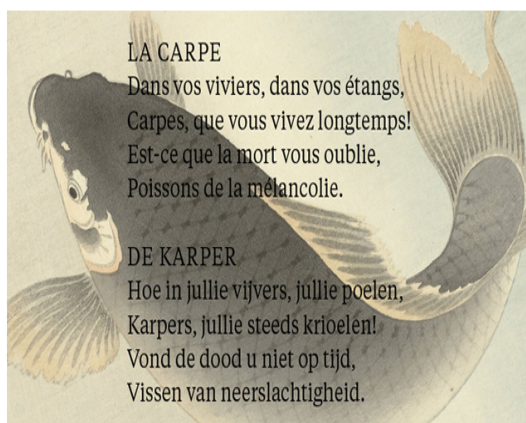 LA CARPE
Dans vos viviers, dans vos étangs,
Carpes, que vous vivez longtemps!
Est-ce que la mort vous oublie,
Poissons de la mélancolie.

DE KARPER
Hoe in jullie vijvers, jullie poelen,
Karpers, jullie steeds krioelen!
Vond de dood u niet op tijd,
Vissen van neerslachtigheid.